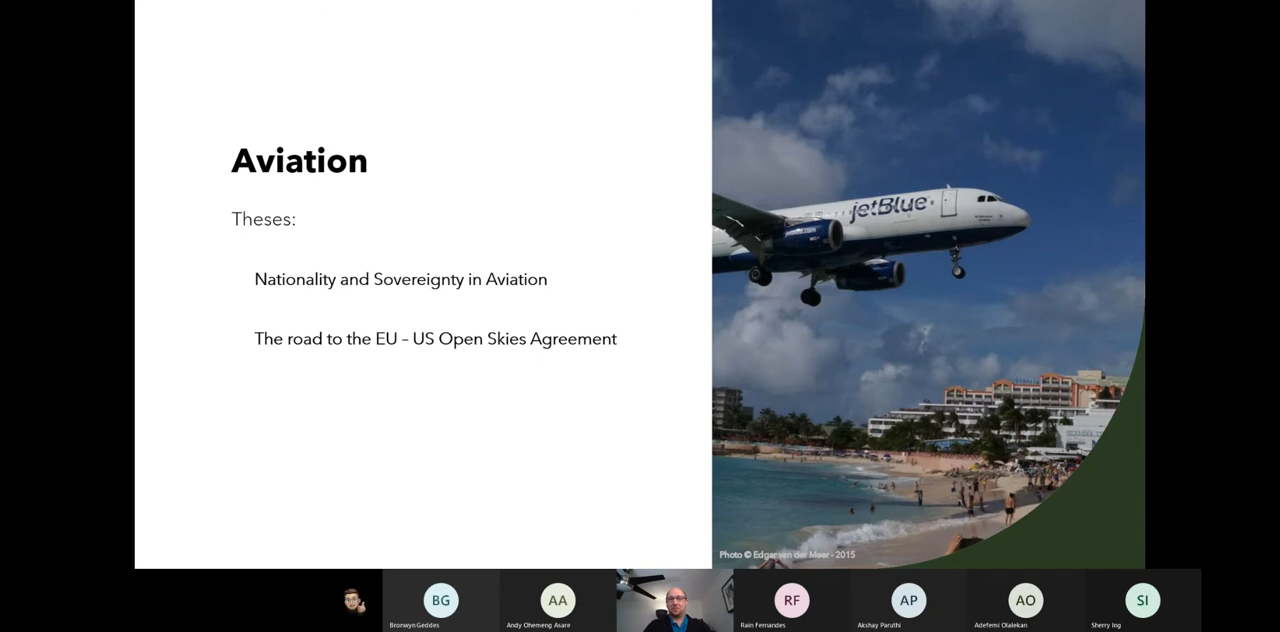 Aviation
Theses:
Nationality and Sovereignty in Aviation
The road to the EU – US Open Skies Agreement
jetBlue
Photo © Edgar van der Meer - 2015
BG
AA
RF
AP
AO
SI
Bronwyn Geddes
Andy Ohemeng Asare
Rain Fernandes
Akshay Paruthi
Adefemi Olalekan
Sherry Ing